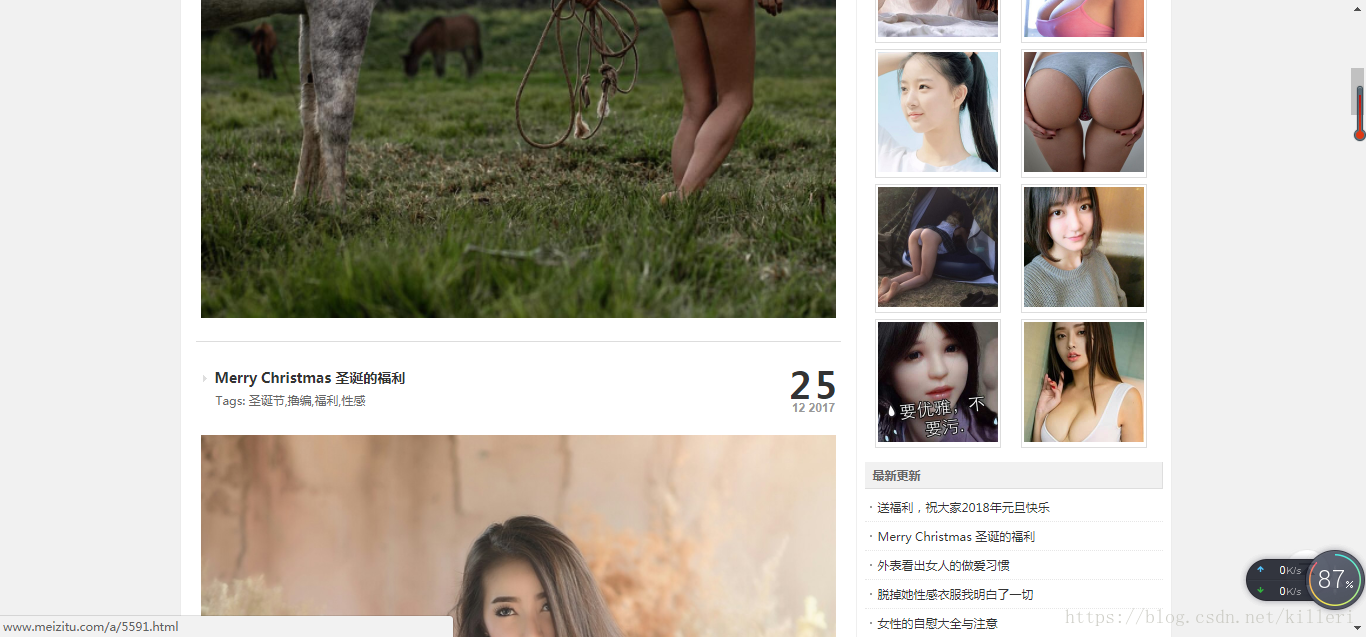 Merry Christmas 圣诞的福利
Tags: 圣诞节,撸编,福利,性感
25
12 2017
要优雅，不
要污.
最新更新
· 送福利，祝大家2018年元旦快乐
· Merry Christmas 圣诞的福利
· 外表看出女人的做爱习惯
· 脱掉她性感衣服我明白了一切
· 女性的自慰大全与注意
0K/s
0K/s
87%
https://blog.csdn.net/killeri
www.meizitu.com/a/5591.html